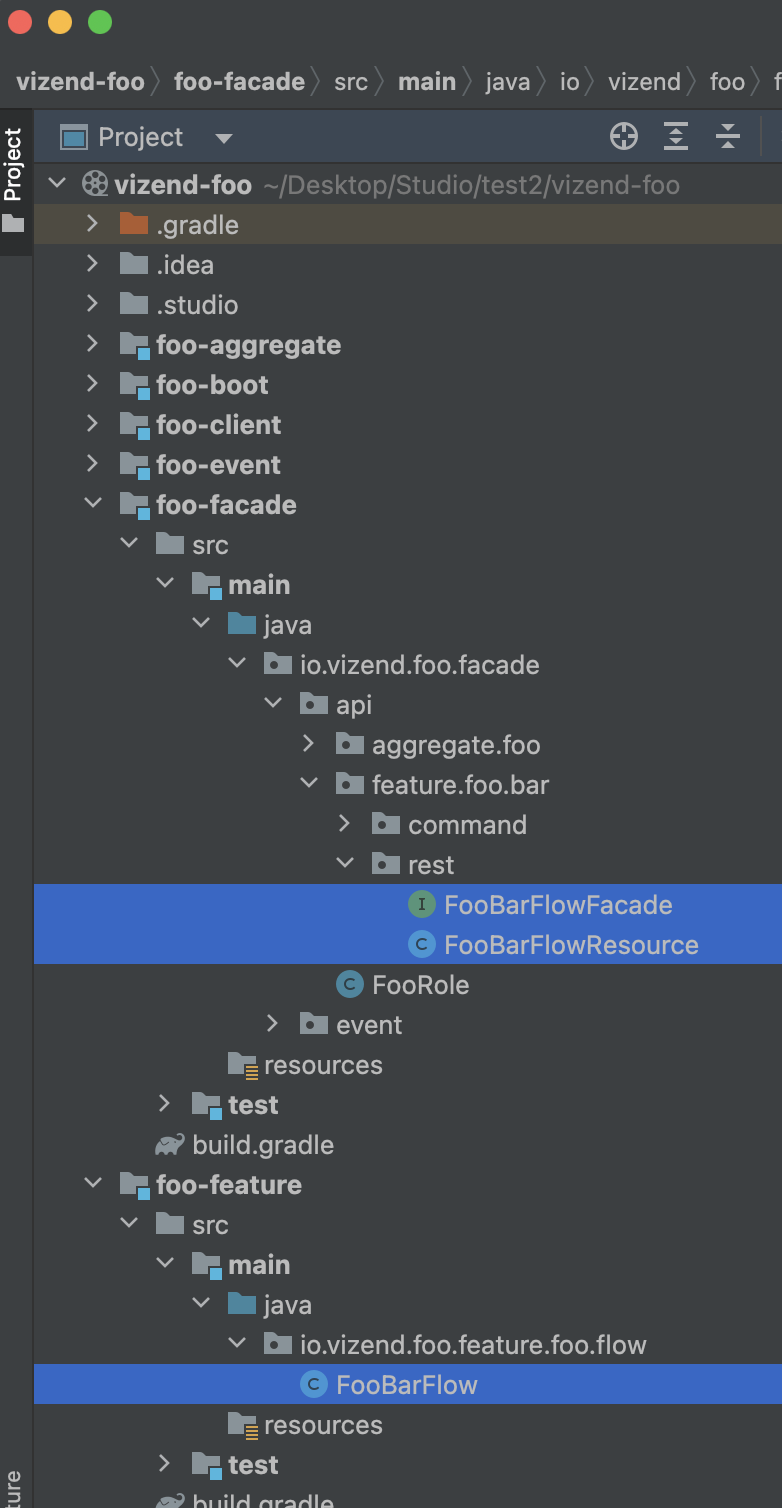 vizend-foo foo-facade src main java io vizend foo f
Project
Project
vizend-foo ~/Desktop/Studio/test2/vizend-foo
.gradle
.idea
.studio
foo-aggregate
foo-boot
foo-client
foo-event
foo-facade
src
main
java
io.vizend.foo.facade
api
aggregate.foo
feature.foo.bar
command
rest
I FooBarFlowFacade
C FooBarFlowResource
C FooRole
event
resources
test
build.gradle
foo-feature
src
main
java
io.vizend.foo.feature.foo.flow
C FooBarFlow
resources
test
build.gradle
ture